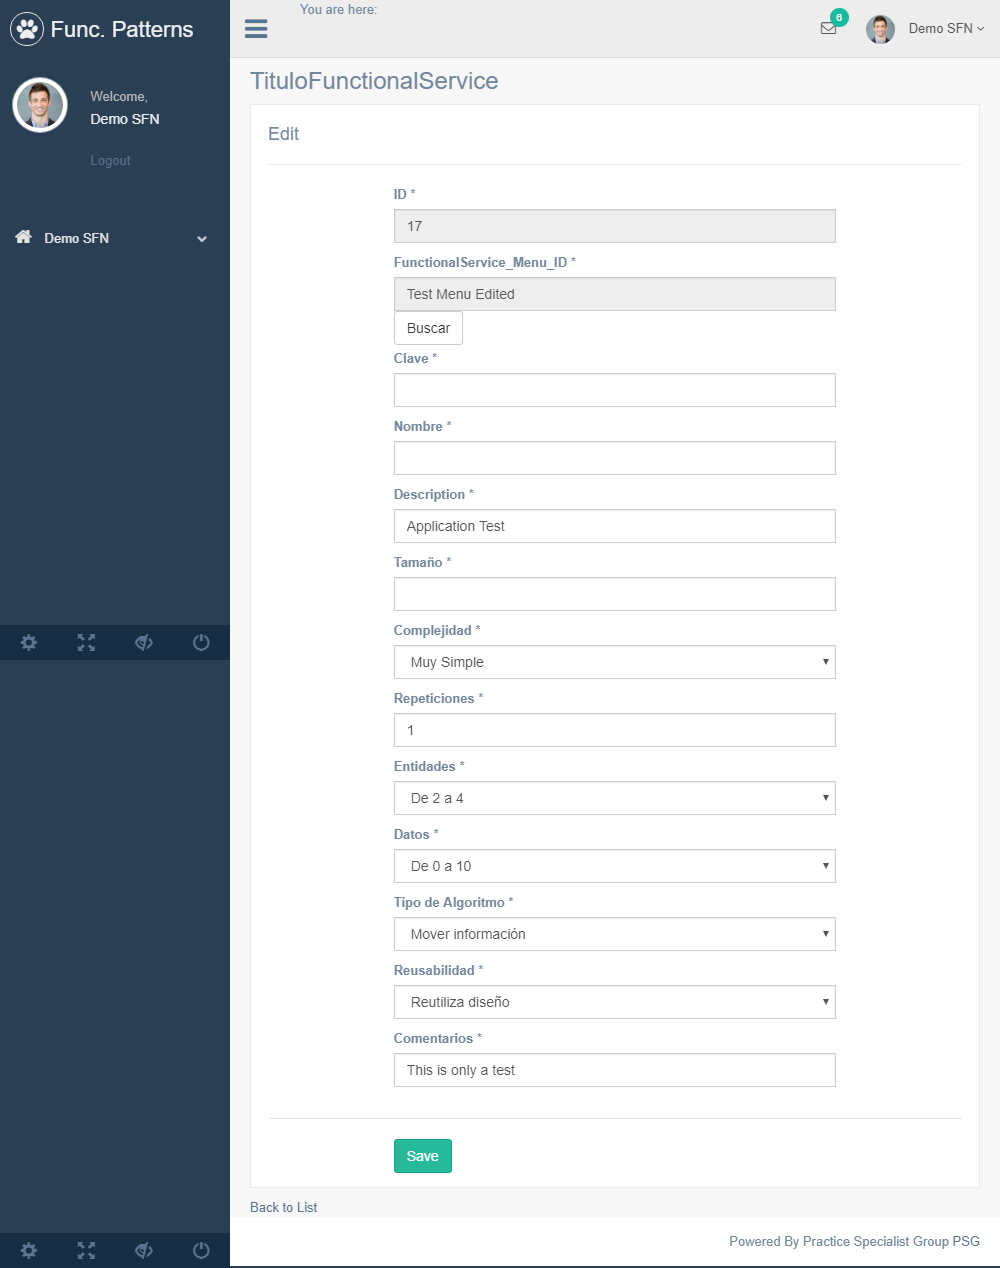 Func. Patterns
You are here:
6
Demo SFN
Welcome,
Demo SFN
Logout
Demo SFN
TituloFunctionalService
Edit
ID *
17
FunctionalService_Menu_ID *
Test Menu Edited
Buscar
Clave *
Nombre *
Description *
Application Test
Tamaño *
Complejidad *
Muy Simple
Repeticiones *
1
Entidades *
De 2 a 4
Datos *
De 0 a 10
Tipo de Algoritmo *
Mover información
Reusabilidad *
Reutiliza diseño
Comentarios *
This is only a test
Save
Back to List
Powered By Practice Specialist Group PSG